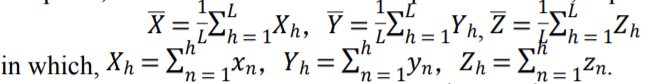 X̅ = 1/L ∑_{h=1}^{L} X_h, Y̅ = 1/L ∑_{h=1}^{L} Y_h, Z̅ = 1/L ∑_{h=1}^{L} Z_h
in which, X_h = ∑_{n=1}^{h} x_n, Y_h = ∑_{n=1}^{h} y_n, Z_h = ∑_{n=1}^{h} z_n.